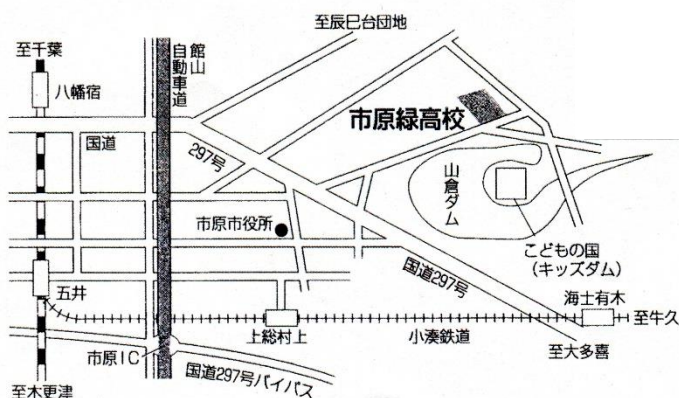 至辰巳台団地
至千葉
館山
自動車道
八幡宿
市原緑高校
国道
297号
山倉ダム
市原市役所
こどもの国
(キッズダム)
国道297号
五井
海士有木
至牛久
上総村上
小湊鉄道
市原IC
至大多喜
国道297号バイパス
至木更津